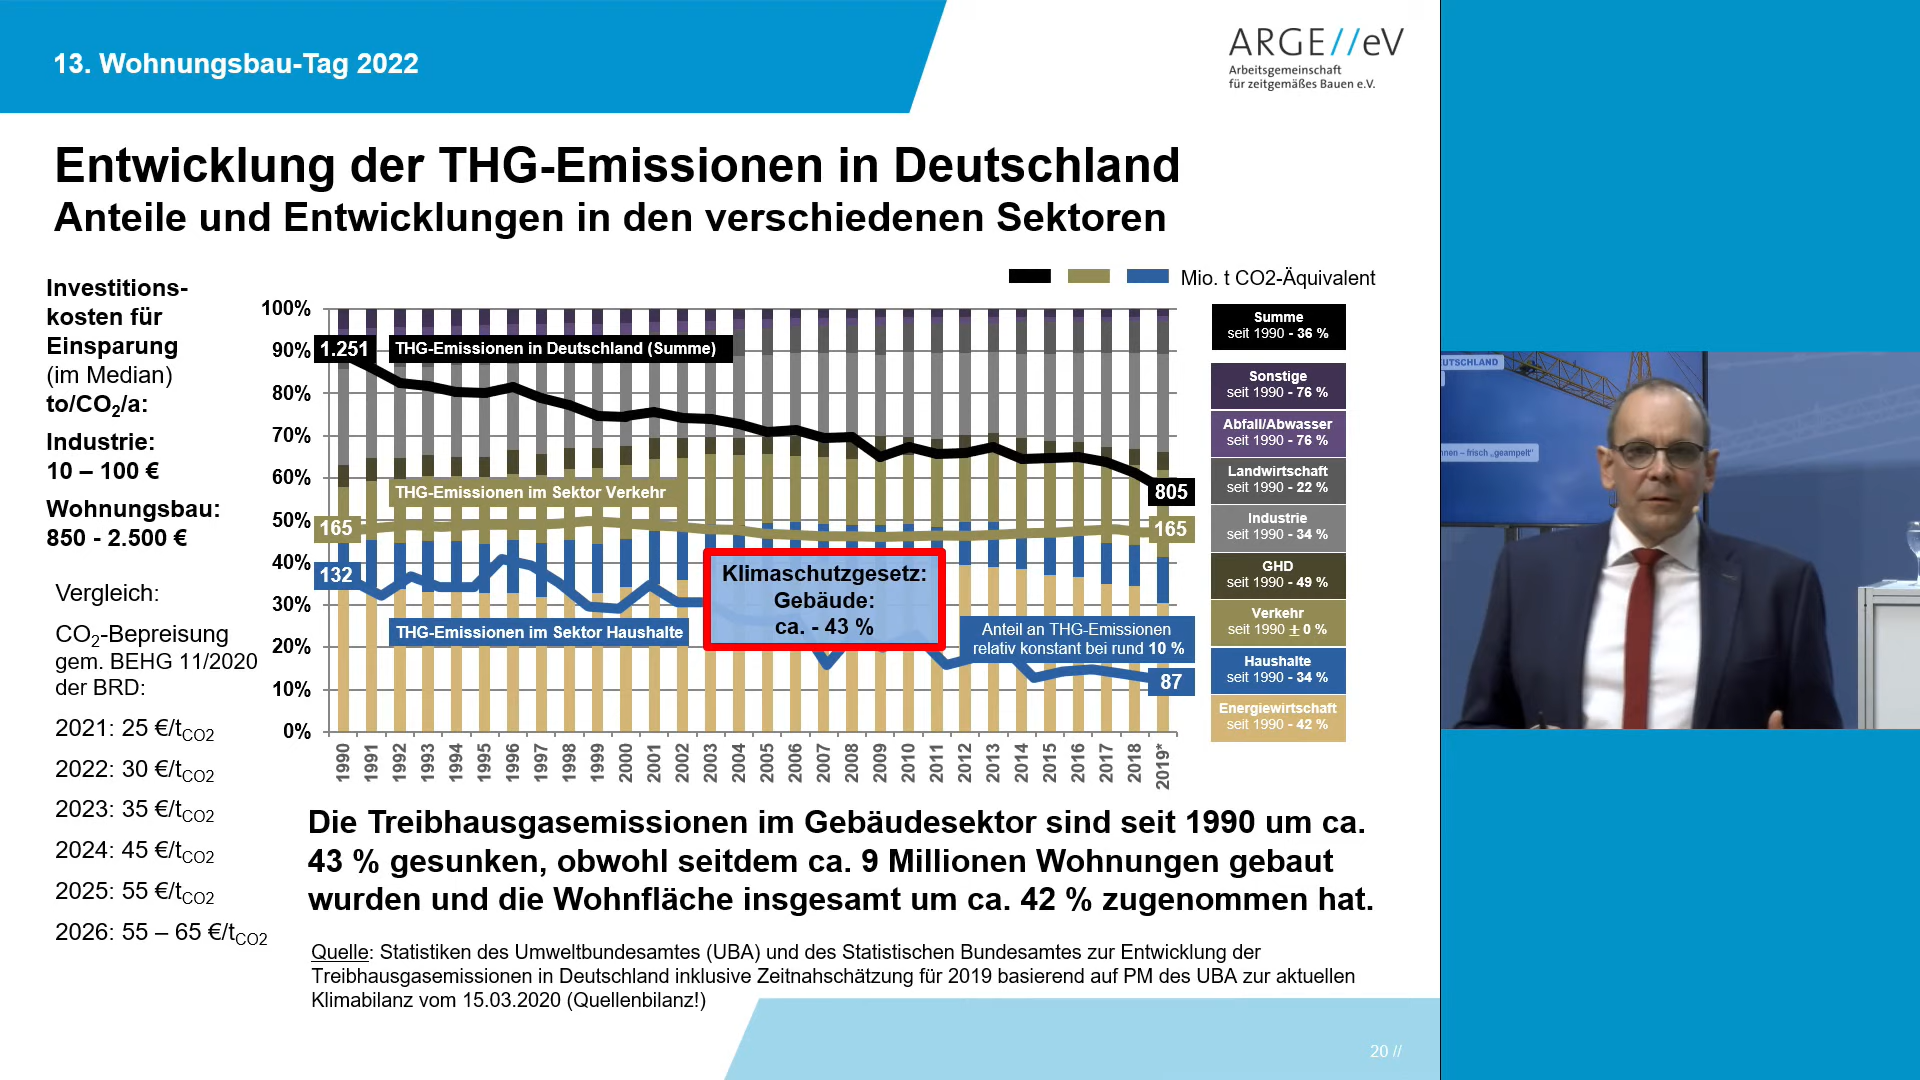 13. Wohnungsbau-Tag 2022
ARGE//eV
Arbeitsgemeinschaft
für zeitgemäßes Bauen e.V.
Entwicklung der THG-Emissionen in Deutschland
Anteile und Entwicklungen in den verschiedenen Sektoren
Investitions-
kosten für
Einsparung
(im Median)
to/CO2/a:
Industrie:
10 – 100 €
Wohnungsbau:
850 - 2.500 €
Vergleich:
CO2-Bepreisung
gem. BEHG 11/2020
der BRD:
2021: 25 €/tCO2
2022: 30 €/tCO2
2023: 35 €/tCO2
2024: 45 €/tCO2
2025: 55 €/tCO2
2026: 55 – 65 €/tCO2
Mio. t CO2-Äquivalent
100%
90%
80%
70%
60%
50%
40%
30%
20%
10%
0%
1.251
THG-Emissionen in Deutschland (Summe)
805
THG-Emissionen im Sektor Verkehr
165
165
132
THG-Emissionen im Sektor Haushalte
Klimaschutzgesetz:
Gebäude:
ca. - 43 %
Anteil an THG-Emissionen
relativ konstant bei rund 10 %
87
1990
1991
1992
1993
1994
1995
1996
1997
1998
1999
2000
2001
2002
2003
2004
2005
2006
2007
2008
2009
2010
2011
2012
2013
2014
2015
2016
2017
2018
2019*
Summe
seit 1990 - 36 %
Sonstige
seit 1990 - 76 %
Abfall/Abwasser
seit 1990 - 76 %
Landwirtschaft
seit 1990 - 22 %
Industrie
seit 1990 - 34 %
GHD
seit 1990 - 49 %
Verkehr
seit 1990 ± 0 %
Haushalte
seit 1990 - 34 %
Energiewirtschaft
seit 1990 - 42 %
Die Treibhausgasemissionen im Gebäudesektor sind seit 1990 um ca.
43 % gesunken, obwohl seitdem ca. 9 Millionen Wohnungen gebaut
wurden und die Wohnfläche insgesamt um ca. 42 % zugenommen hat.
Quelle: Statistiken des Umweltbundesamtes (UBA) und des Statistischen Bundesamtes zur Entwicklung der
Treibhausgasemissionen in Deutschland inklusive Zeitnahschätzung für 2019 basierend auf PM des UBA zur aktuellen
Klimabilanz vom 15.03.2020 (Quellenbilanz!)
20 //
UTSCHLAND
nnen – frisch „geampelt"